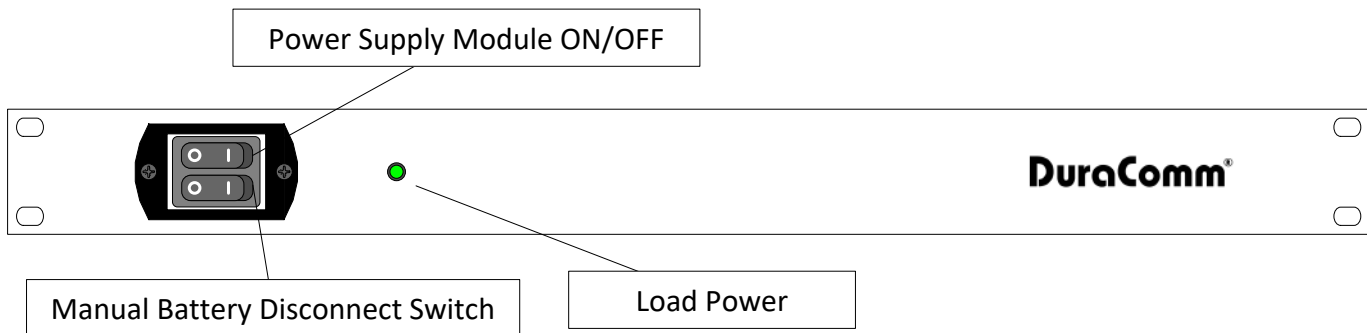 Power Supply Module ON/OFF
O I
O I
DuraComm®
Manual Battery Disconnect Switch
Load Power